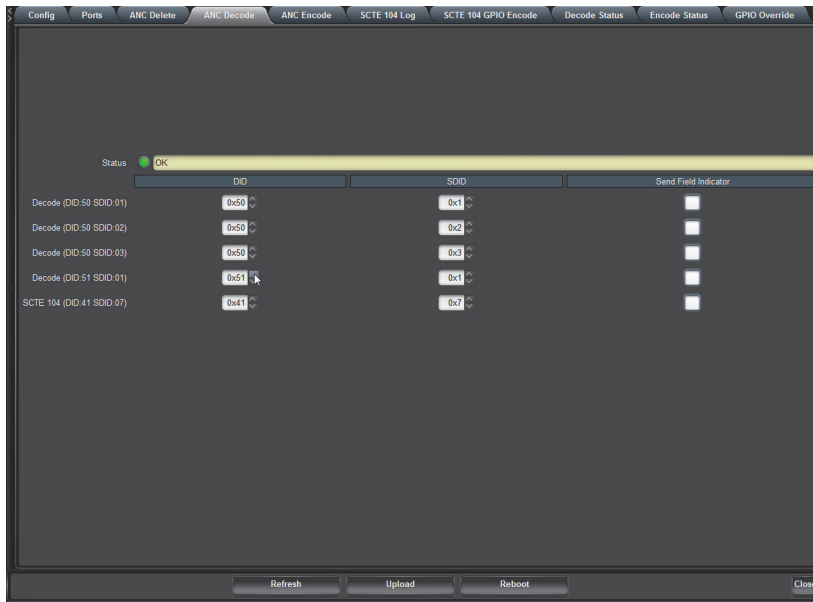 Config Ports ANC Delete ANC Decode ANC Encode SCTE 104 Log SCTE 104 GPIO Encode Decode Status Encode Status GPIO Override
Status OK
DID SDID Send Field Indicator
Decode (DID:50 SDID:01) 0x50 0x1
Decode (DID:50 SDID:02) 0x50 0x2
Decode (DID:50 SDID:03) 0x50 0x3
Decode (DID:51 SDID:01) 0x51 0x1
SCTE 104 (DID:41 SDID:07) 0x41 0x7
Refresh Upload Reboot Close